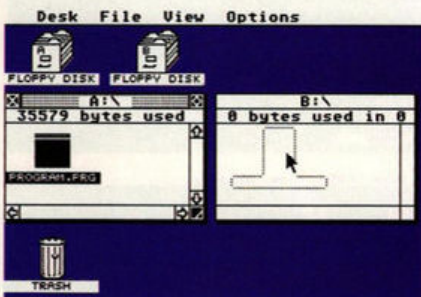 Desk File View Options
A B
FLOPPY DISK FLOPPY DISK
A:\ B:\
35579 bytes used 0 bytes used in 0
PROGRAM.PRG
TRASH